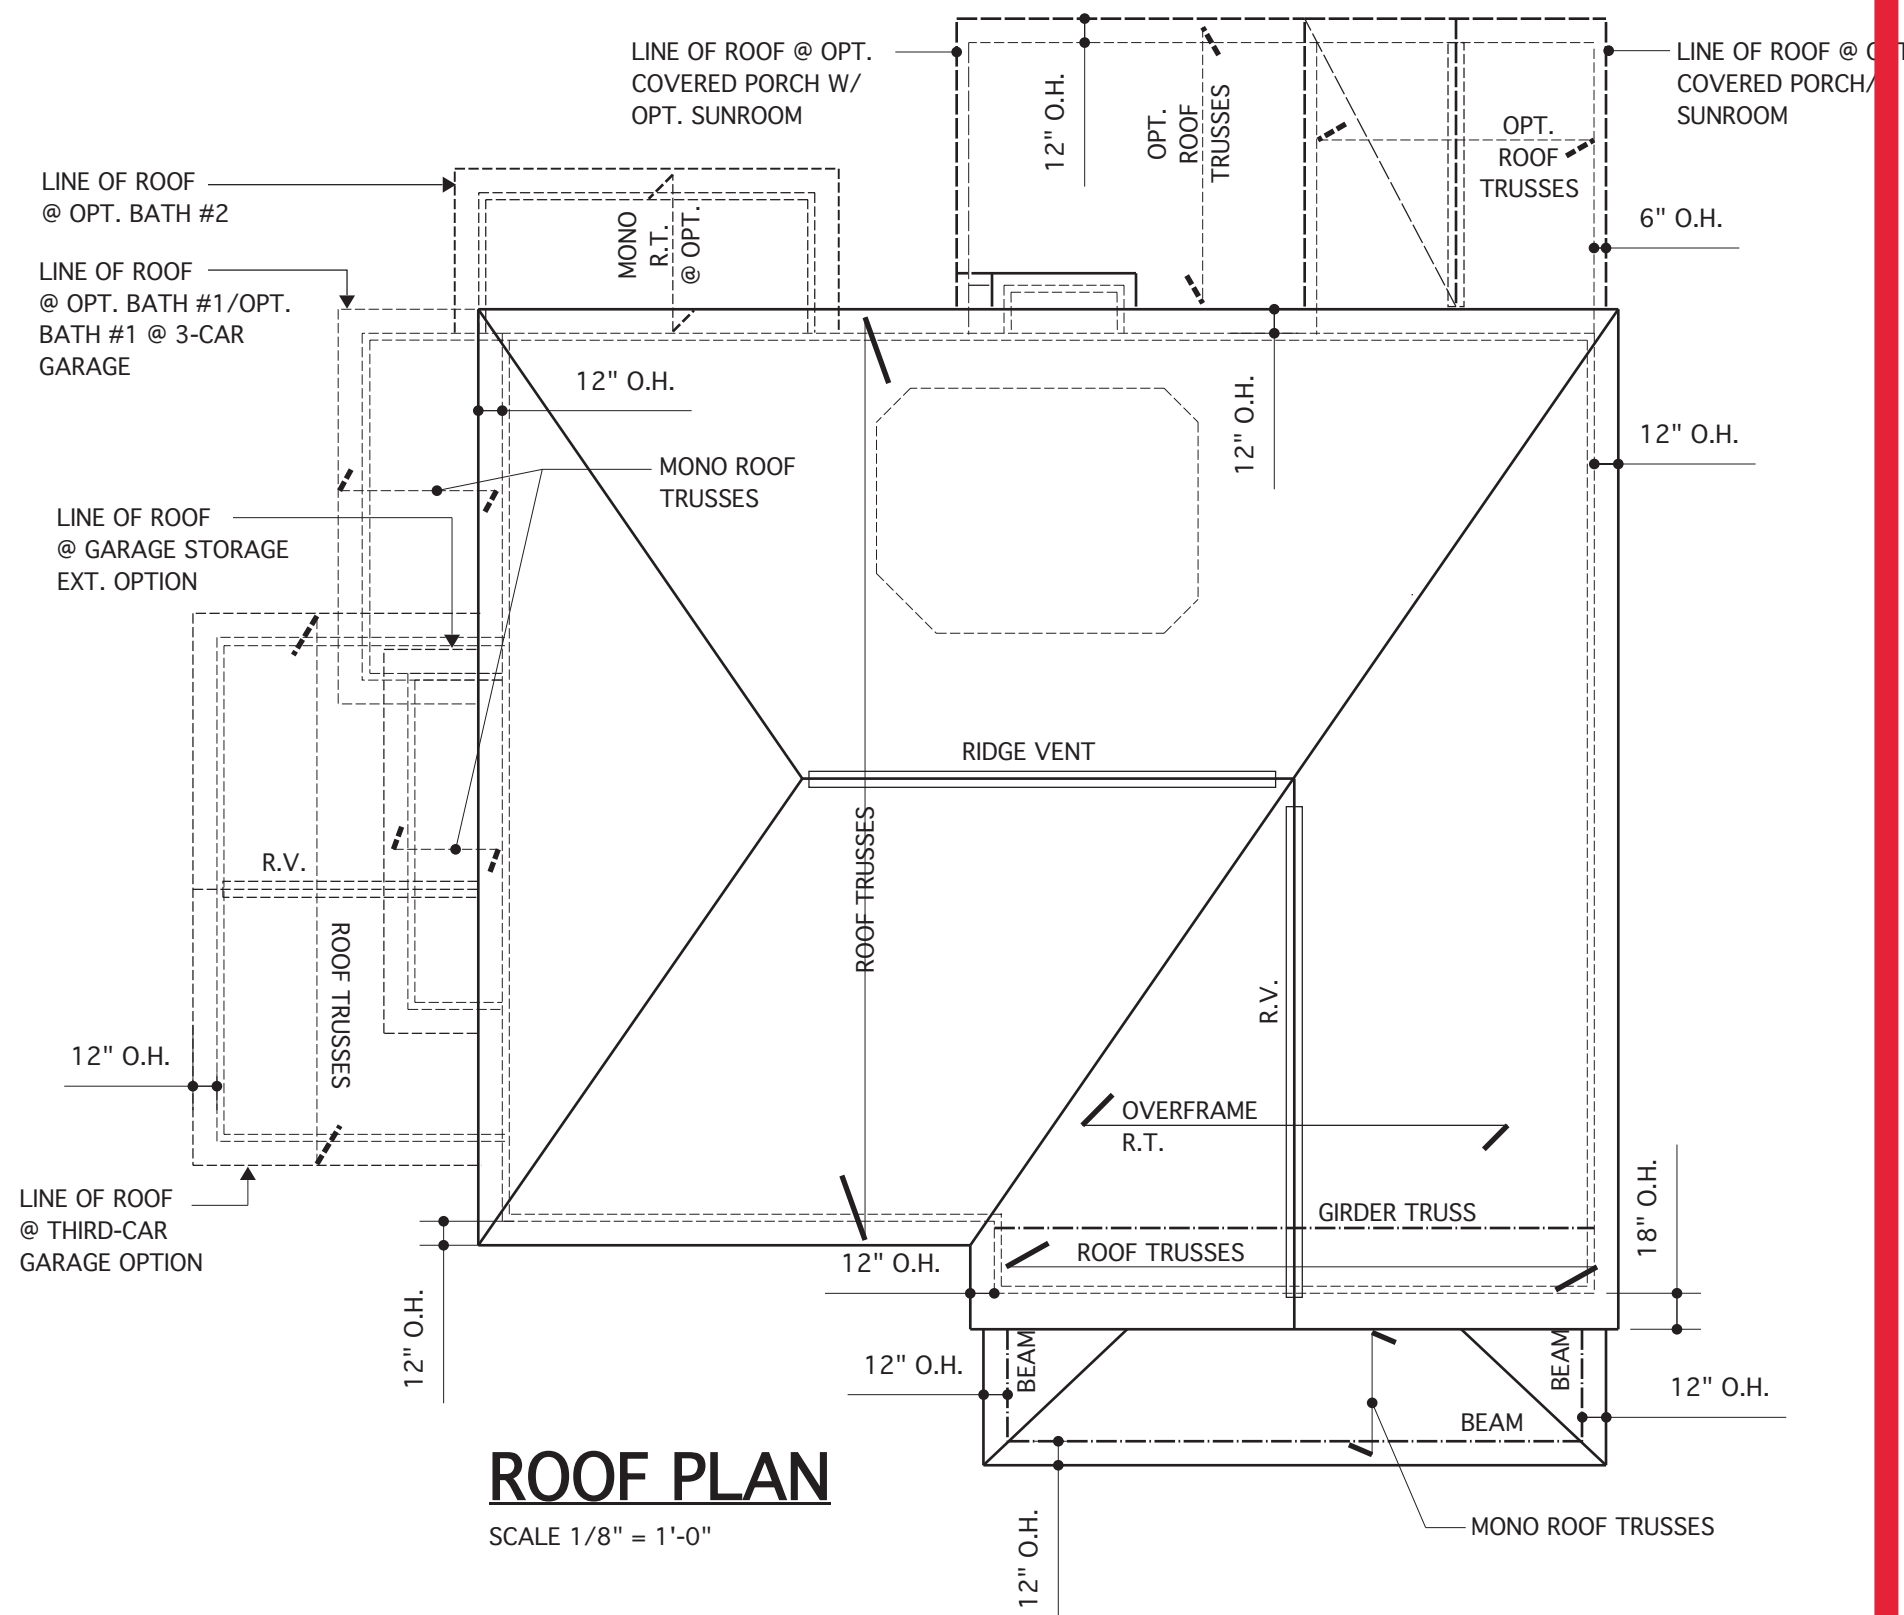 LINE OF ROOF @ OPT.
COVERED PORCH W/
OPT. SUNROOM
12" O.H.
OPT.
ROOF
TRUSSES
OPT.
ROOF
TRUSSES
LINE OF ROOF @
COVERED PORCH/
SUNROOM
6" O.H.
LINE OF ROOF
@ OPT. BATH #2
MONO
R.T.
@ OPT.
LINE OF ROOF
@ OPT. BATH #1/OPT.
BATH #1 @ 3-CAR
GARAGE
12" O.H.
12" O.H.
12" O.H.
MONO ROOF
TRUSSES
LINE OF ROOF
@ GARAGE STORAGE
EXT. OPTION
RIDGE VENT
ROOF TRUSSES
R.V.
ROOF TRUSSES
R.V.
12" O.H.
OVERFRAME
R.T.
LINE OF ROOF
@ THIRD-CAR
GARAGE OPTION
GIRDER TRUSS
ROOF TRUSSES
18" O.H.
12" O.H.
12" O.H.
12" O.H.
BEAM
BEAM
BEAM
12" O.H.
12" O.H.
MONO ROOF TRUSSES
ROOF PLAN
SCALE 1/8" = 1'-0"